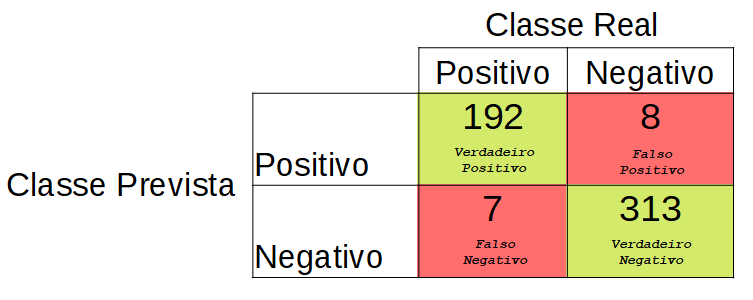 Classe Real
Positivo Negativo
192 8
Verdadeiro Falso
Positivo Positivo
Positivo
Classe Prevista
7 313
Falso Verdadeiro
Negativo Negativo
Negativo